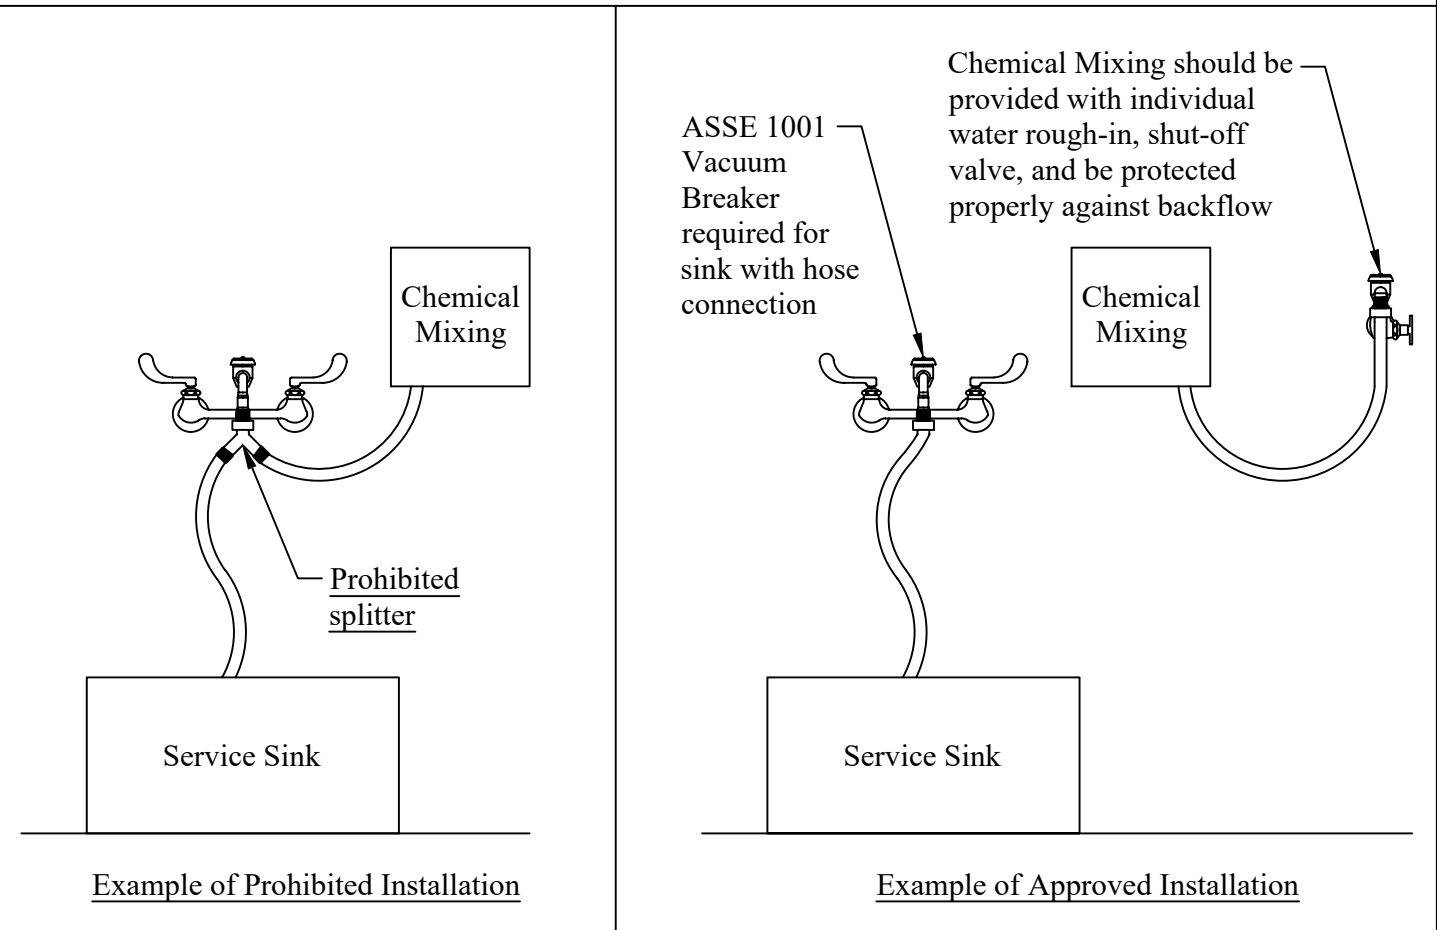 Chemical
Mixing
Prohibited
splitter
Service Sink
Example of Prohibited Installation
ASSE 1001
Vacuum
Breaker
required for
sink with hose
connection
Chemical Mixing should be
provided with individual
water rough-in, shut-off
valve, and be protected
properly against backflow
Chemical
Mixing
Service Sink
Example of Approved Installation